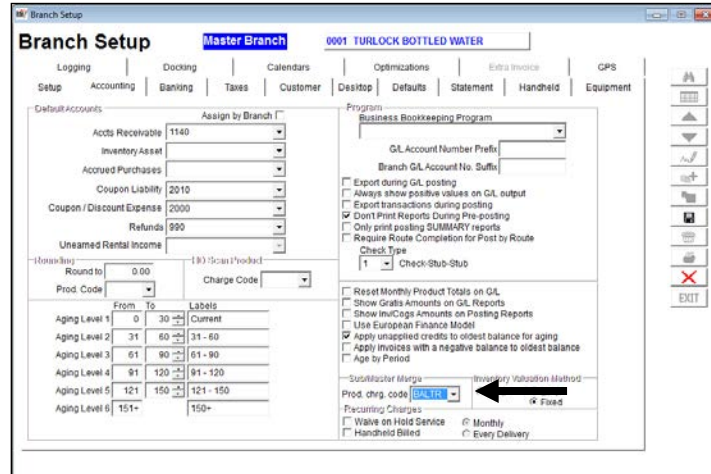 Branch Setup
Branch Setup
Master Branch
0001 TURLOCK BOTTLED WATER
Logging
Docking
Calendars
Optimizations
Extra Invoice
GPS
Setup
Accounting
Banking
Taxes
Customer
Desktop
Defaults
Statement
Handheld
Equipment
Default Accounts
Assign by Branch
Accts Receivable 1140
Inventory Asset
Accrued Purchases
Coupon Liability 2010
Coupon / Discount Expense 2000
Refunds 990
Unearned Rental Income
Rounding
Round to 0.00
Prod. Code
Scan Product
Charge Code
From To Labels
Aging Level 1 0 30 Current
Aging Level 2 31 60 31 - 60
Aging Level 3 61 90 61 - 90
Aging Level 4 91 120 91 - 120
Aging Level 5 121 150 121 - 150
Aging Level 6 151+ 150+
Program
Business Bookkeeping Program
G/L Account Number Prefix
Branch G/L Account No. Suffix
Export during G/L posting
Always show positive values on G/L output
Export transactions during posting
Don't Print Reports During Pre-posting
Only print posting SUMMARY reports
Require Route Completion for Post by Route
Check Type
1 Check-Stub-Stub
Reset Monthly Product Totals on G/L
Show Gratis Amounts on G/L Reports
Show Inv/Cogs Amounts on Posting Reports
Use European Finance Model
Apply unapplied credits to oldest balance for aging
Apply invoices with a negative balance to oldest balance
Age by Period
Sub/Master Merge
Prod. chrg. code BALTR
Inventory Valuation Method
Fixed
Recurring Charges
Waive on Hold Service
Handheld Billed
Monthly
Every Delivery
EXIT